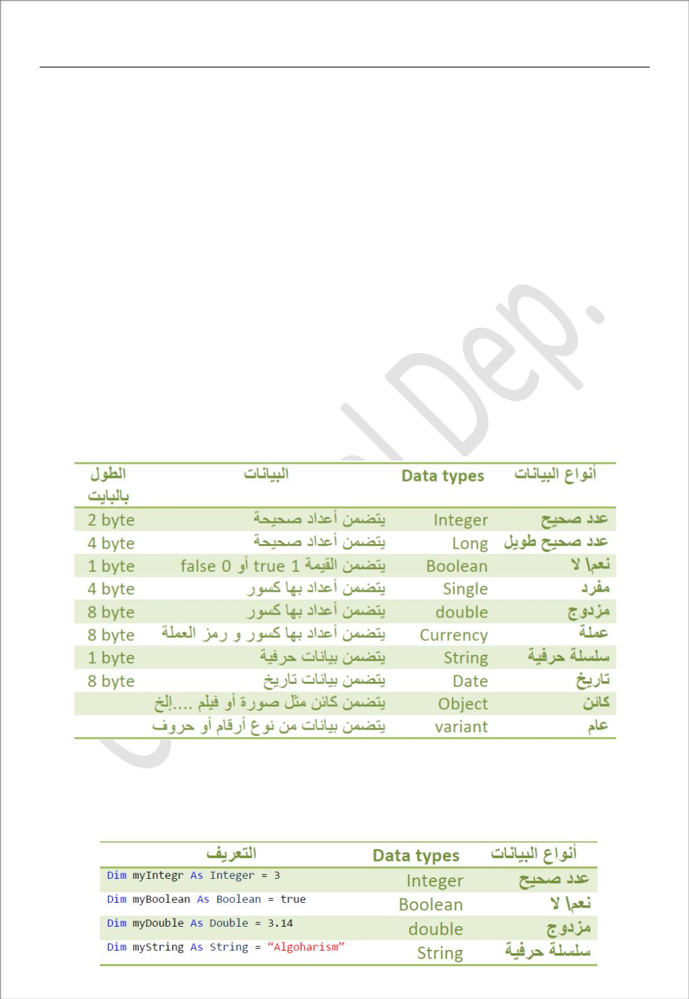 أنواع البيانات Data types البيانات الطول بالبايت
عدد صحيح Integer يتضمن أعداد صحيحة 2 byte
عدد صحيح طويل Long يتضمن أعداد صحيحة 4 byte
نعم\ لا Boolean يتضمن القيمة 1 true أو 0 false 1 byte
مفرد Single يتضمن أعداد بها كسور 4 byte
مزدوج double يتضمن أعداد بها كسور 8 byte
عملة Currency يتضمن أعداد بها كسور و رمز العملة 8 byte
سلسلة حرفية String يتضمن بيانات حرفية 1 byte
تاريخ Date يتضمن بيانات تاريخ 8 byte
كائن Object يتضمن كائن مثل صورة أو فيلم ....إلخ
عام variant يتضمن بيانات من نوع أرقام أو حروف
أنواع البيانات Data types التعريف
عدد صحيح Integer Dim myIntegr As Integer = 3
نعم\ لا Boolean Dim myBoolean As Boolean = true
مزدوج double Dim myDouble As Double = 3.14
سلسلة حرفية String Dim myString As String = “Algoharism”
Dep.